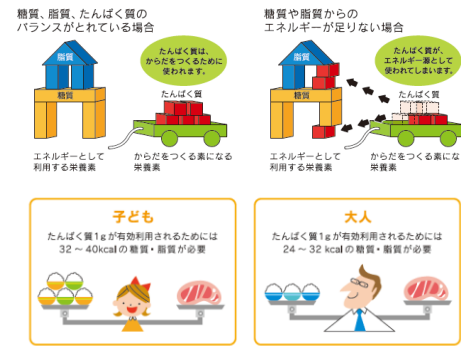 糖質、脂質、たんぱく質の
バランスがとれている場合
たんぱく質は、
からだをつくるために
使われます。
脂質
糖質
たんぱく質
エネルギーとして
利用する栄養素
からだをつくる素になる
栄養素
糖質や脂質からの
エネルギーが足りない場合
たんぱく質が、
エネルギー源として
使われてしまいます。
脂質
糖質
たんぱく質
エネルギーとして
利用する栄養素
からだをつくる素にな
栄養素
子ども
たんぱく質1gが有効利用されるためには
32～40kcalの糖質・脂質が必要
大人
たんぱく質1gが有効利用されるためには
24～32kcalの糖質・脂質が必要